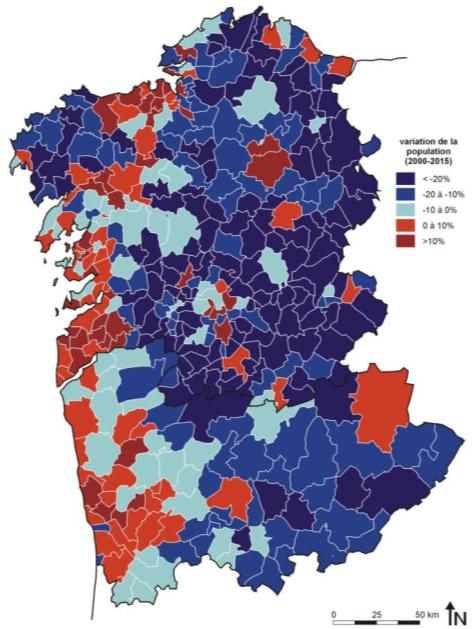 variation de la
population
(2000-2015)
< -20%
-20 à -10%
-10 à 0%
0 à 10%
>10%
0 25 50 km
N